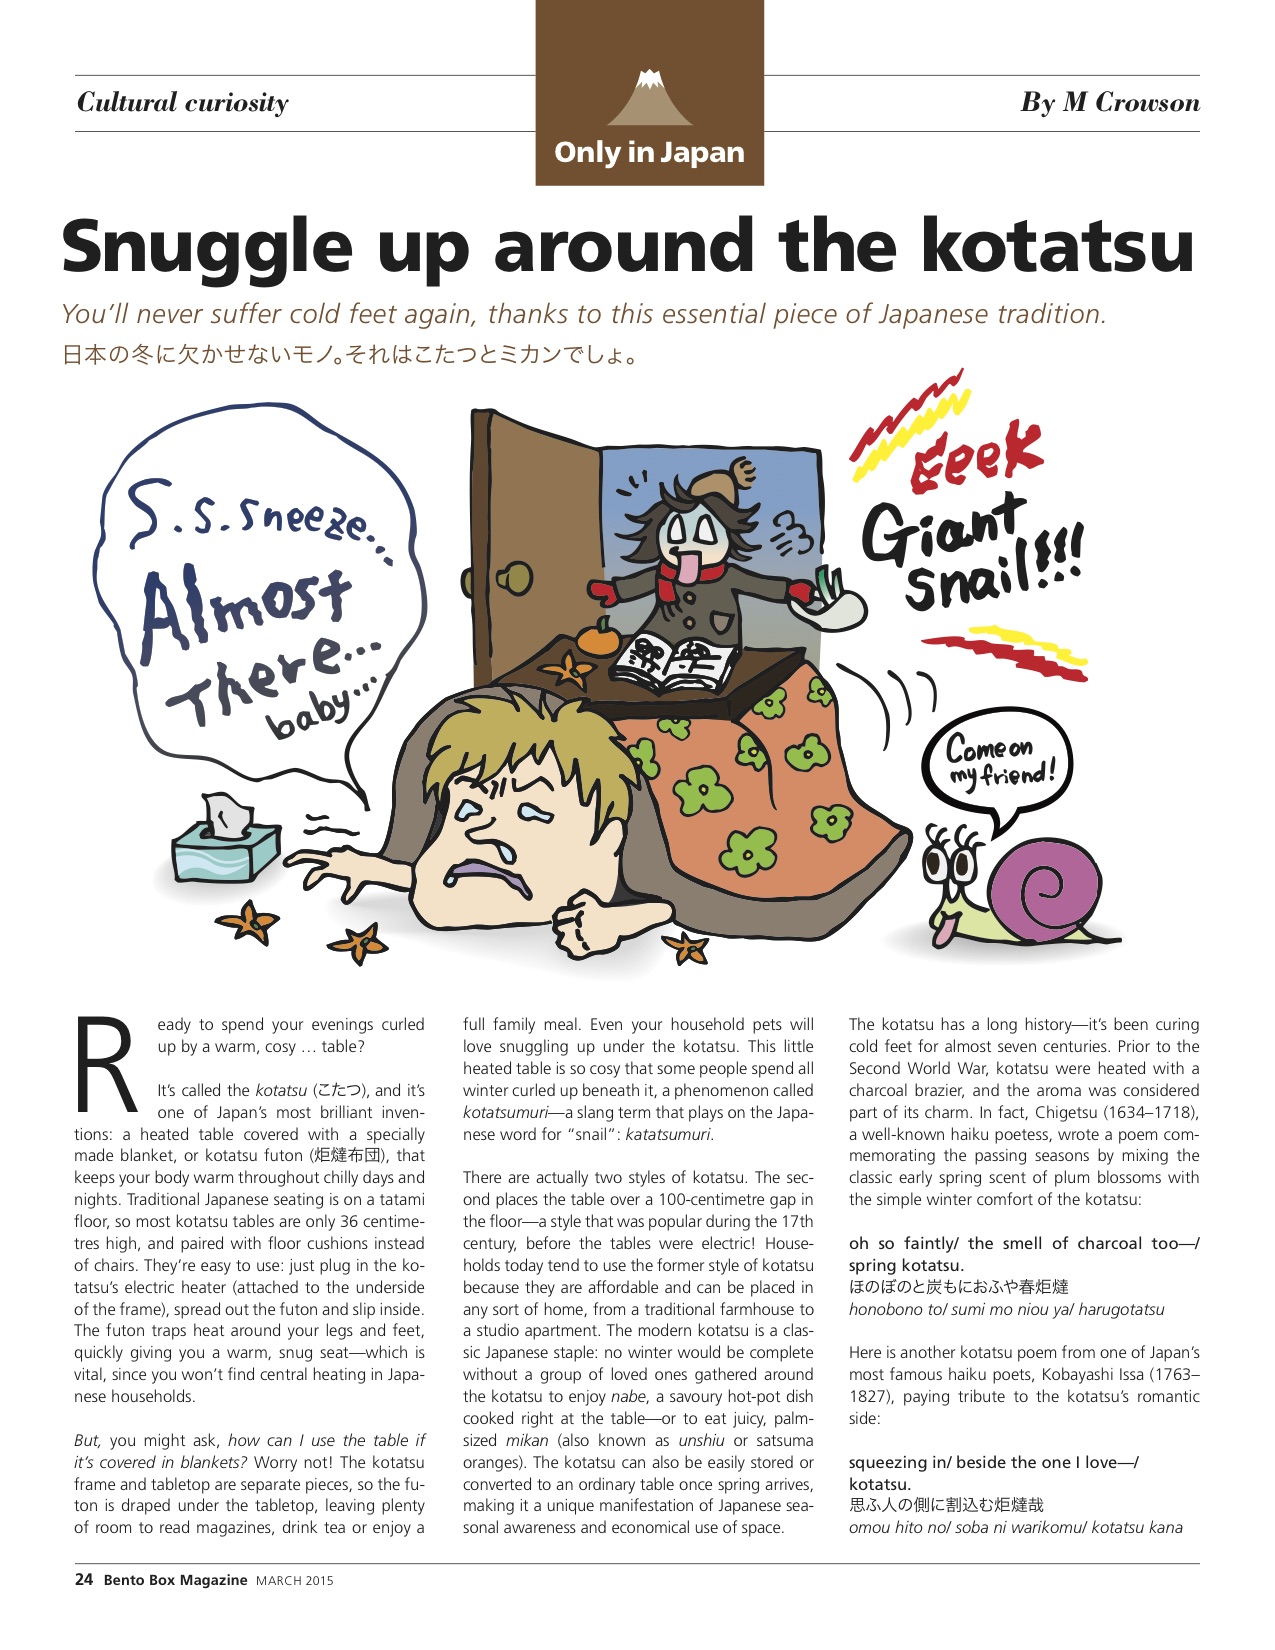 Cultural curiosity
Only in Japan
By M Crowson
Snuggle up around the kotatsu
You'll never suffer cold feet again, thanks to this essential piece of Japanese tradition.
日本の冬に欠かせないモノ。それはこたつとミカンでしょ。
S.s.sneeze...
Almost
There...
baby...
Eeek
Giant
snail!!!
Come on
my friend!
Ready to spend your evenings curled
up by a warm, cosy … table?
It's called the kotatsu (こたつ), and it's
one of Japan's most brilliant inven-
tions: a heated table covered with a specially
made blanket, or kotatsu futon (炬燵布団), that
keeps your body warm throughout chilly days and
nights. Traditional Japanese seating is on a tatami
floor, so most kotatsu tables are only 36 centime-
tres high, and paired with floor cushions instead
of chairs. They're easy to use: just plug in the ko-
tatsu's electric heater (attached to the underside
of the frame), spread out the futon and slip inside.
The futon traps heat around your legs and feet,
quickly giving you a warm, snug seat—which is
vital, since you won't find central heating in Japa-
nese households.
But, you might ask, how can I use the table if
it's covered in blankets? Worry not! The kotatsu
frame and tabletop are separate pieces, so the fu-
ton is draped under the tabletop, leaving plenty
of room to read magazines, drink tea or enjoy a
full family meal. Even your household pets will
love snuggling up under the kotatsu. This little
heated table is so cosy that some people spend all
winter curled up beneath it, a phenomenon called
kotatsumuri—a slang term that plays on the Japa-
nese word for "snail": katatsumuri.
There are actually two styles of kotatsu. The sec-
ond places the table over a 100-centimetre gap in
the floor—a style that was popular during the 17th
century, before the tables were electric! House-
holds today tend to use the former style of kotatsu
because they are affordable and can be placed in
any sort of home, from a traditional farmhouse to
a studio apartment. The modern kotatsu is a clas-
sic Japanese staple: no winter would be complete
without a group of loved ones gathered around
the kotatsu to enjoy nabe, a savoury hot-pot dish
cooked right at the table—or to eat juicy, palm-
sized mikan (also known as unshiu or satsuma
oranges). The kotatsu can also be easily stored or
converted to an ordinary table once spring arrives,
making it a unique manifestation of Japanese sea-
sonal awareness and economical use of space.
The kotatsu has a long history—it's been curing
cold feet for almost seven centuries. Prior to the
Second World War, kotatsu were heated with a
charcoal brazier, and the aroma was considered
part of its charm. In fact, Chigetsu (1634–1718),
a well-known haiku poetess, wrote a poem com-
memorating the passing seasons by mixing the
classic early spring scent of plum blossoms with
the simple winter comfort of the kotatsu:
oh so faintly/ the smell of charcoal too—/
spring kotatsu.
ほのぼのと炭もにおふや春炬燵
honobono to/ sumi mo niou ya/ harugotatsu
Here is another kotatsu poem from one of Japan's
most famous haiku poets, Kobayashi Issa (1763–
1827), paying tribute to the kotatsu's romantic
side:
squeezing in/ beside the one I love—/
kotatsu.
思ふ人の側に割込む炬燵哉
omou hito no/ soba ni warikomu/ kotatsu kana
24 Bento Box Magazine MARCH 2015